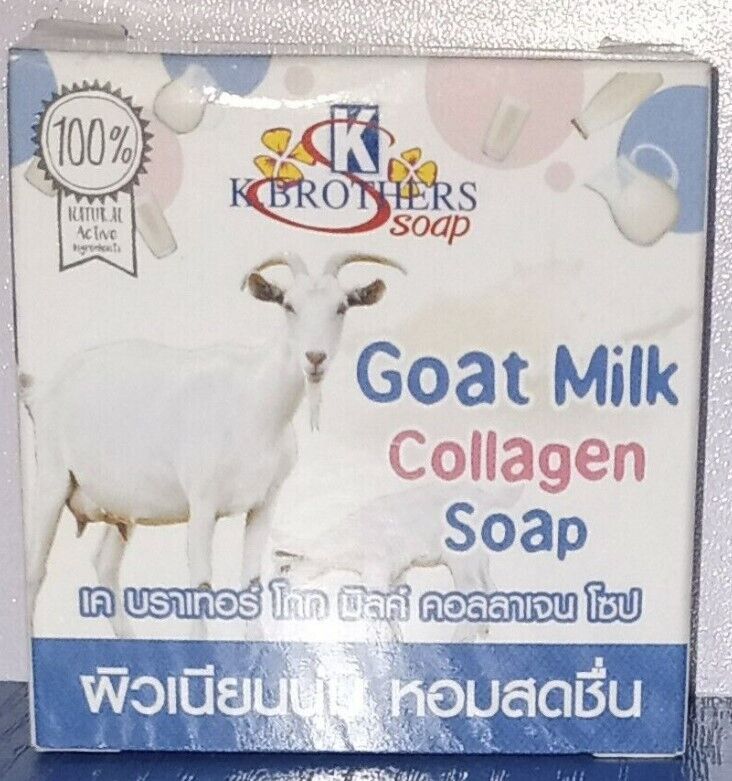 100%
NATURAL
Active
Ingredients
K
K.BROTHERS
soap
Goat Milk
Collagen
Soap
เค บราเทอร์ โกท มิลค์ คอลลาเจน โซป
ผิวเนียนนุ่ม หอมสดชื่น